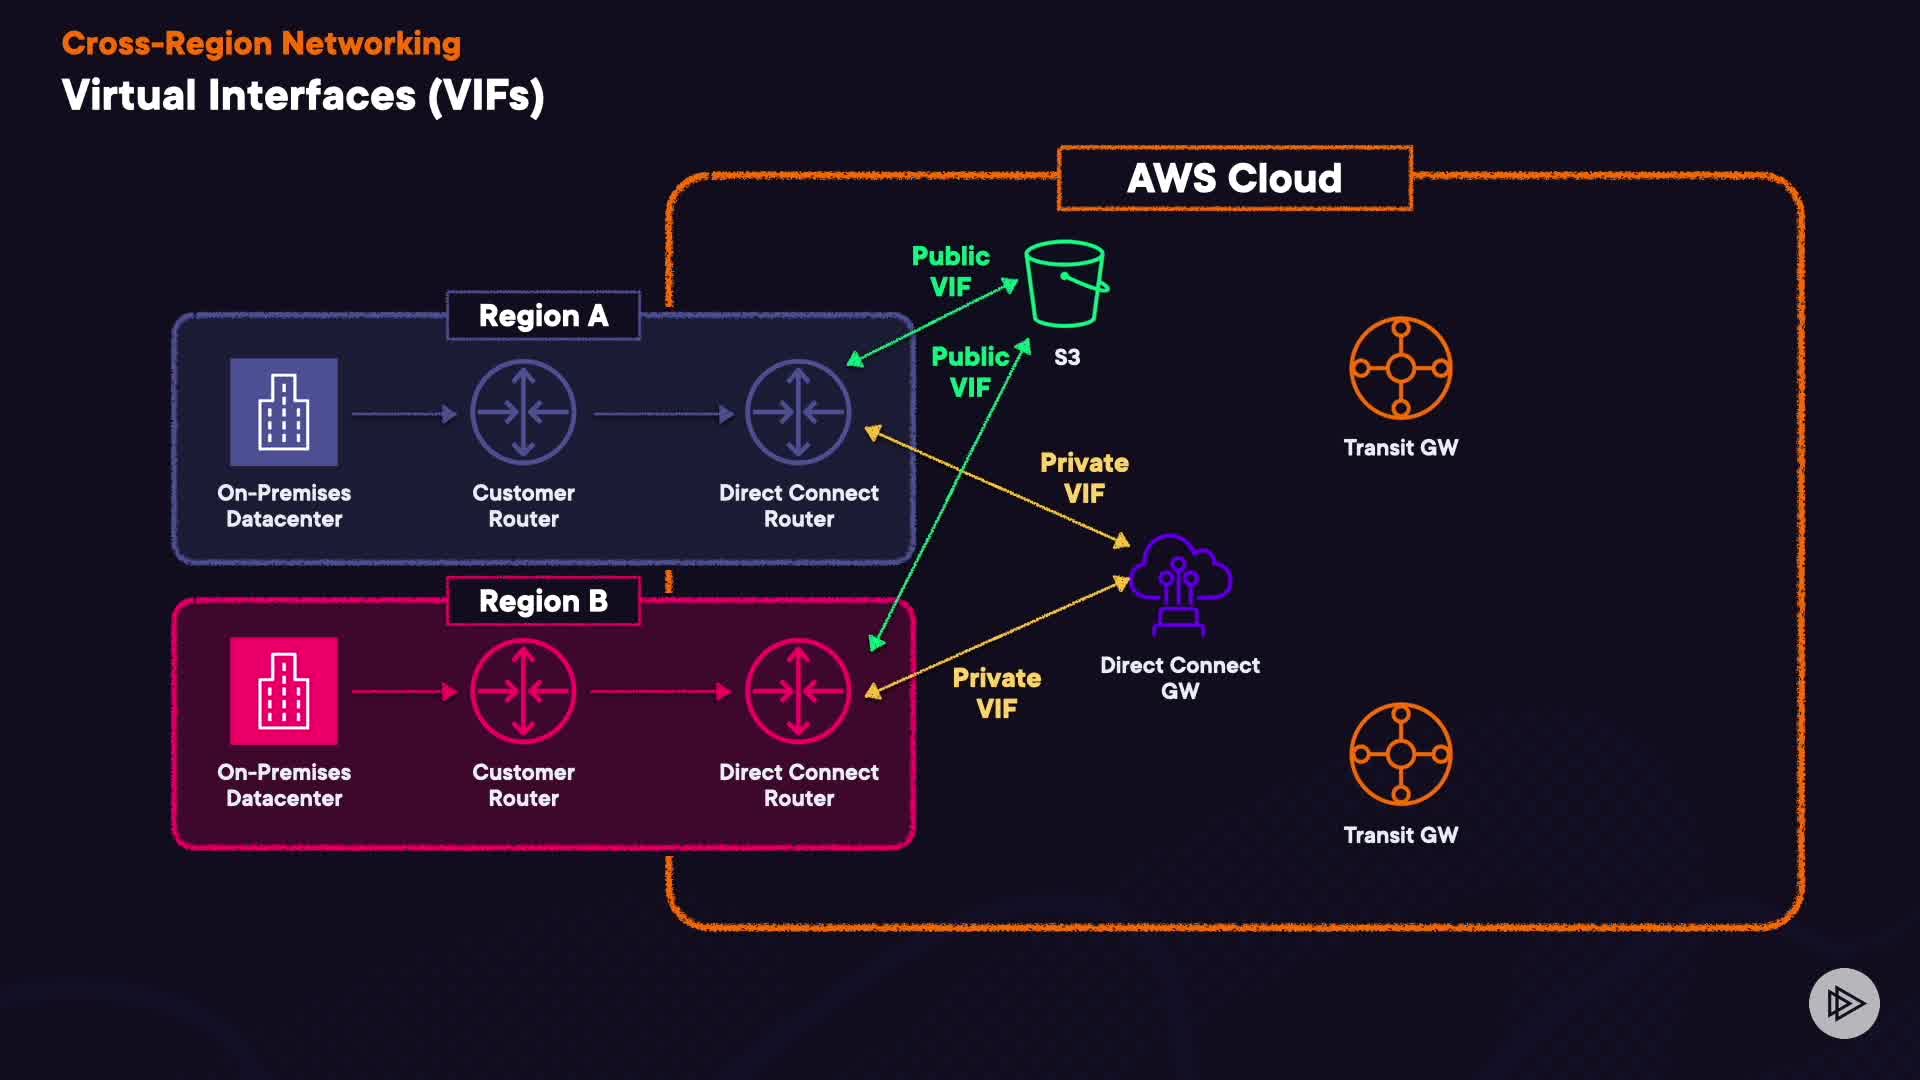 Cross-Region Networking
Virtual Interfaces (VIFs)
AWS Cloud
Public
VIF
S3
Region A
Public
VIF
On-Premises
Datacenter
Customer
Router
Direct Connect
Router
Transit GW
Private
VIF
Region B
Direct Connect
GW
Private
VIF
On-Premises
Datacenter
Customer
Router
Direct Connect
Router
Transit GW